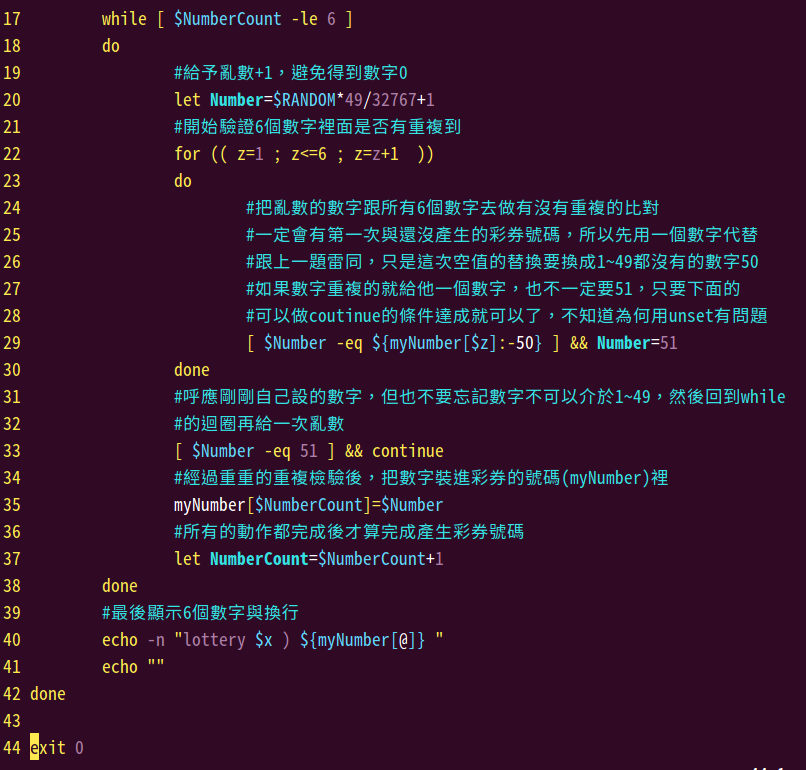 17 while [ $NumberCount -le 6 ]
18 do
19 #給予亂數+1，避免得到數字0
20 let Number=$RANDOM*49/32767+1
21 #開始驗證6個數字裡面是否有重複到
22 for (( z=1 ; z<=6 ; z=z+1  ))
23 do
24 #把亂數的數字跟所有6個數字去做有沒有重複的比對
25 #一定會有第一次與還沒產生的彩券號碼，所以先用一個數字代替
26 #跟上一題雷同，只是這次空值的替換要換成1~49都沒有的數字50
27 #如果數字重複的就給他一個數字，也不一定要51，只要下面的
28 #可以做coutinue的條件達成就可以了，不知道為何用unset有問題
29 [ $Number -eq ${myNumber[$z]:-50} ] && Number=51
30 done
31 #呼應剛剛自己設的數字，但也不要忘記數字不可以介於1~49，然後回到while
32 #的迴圈再給一次亂數
33 [ $Number -eq 51 ] && continue
34 #經過重重的重複檢驗後，把數字裝進彩券的號碼(myNumber)裡
35 myNumber[$NumberCount]=$Number
36 #所有的動作都完成後才算完成產生彩券號碼
37 let NumberCount=$NumberCount+1
38 done
39 #最後顯示6個數字與換行
40 echo -n "lottery $x ) ${myNumber[@]} "
41 echo ""
42 done
43
44 exit 0